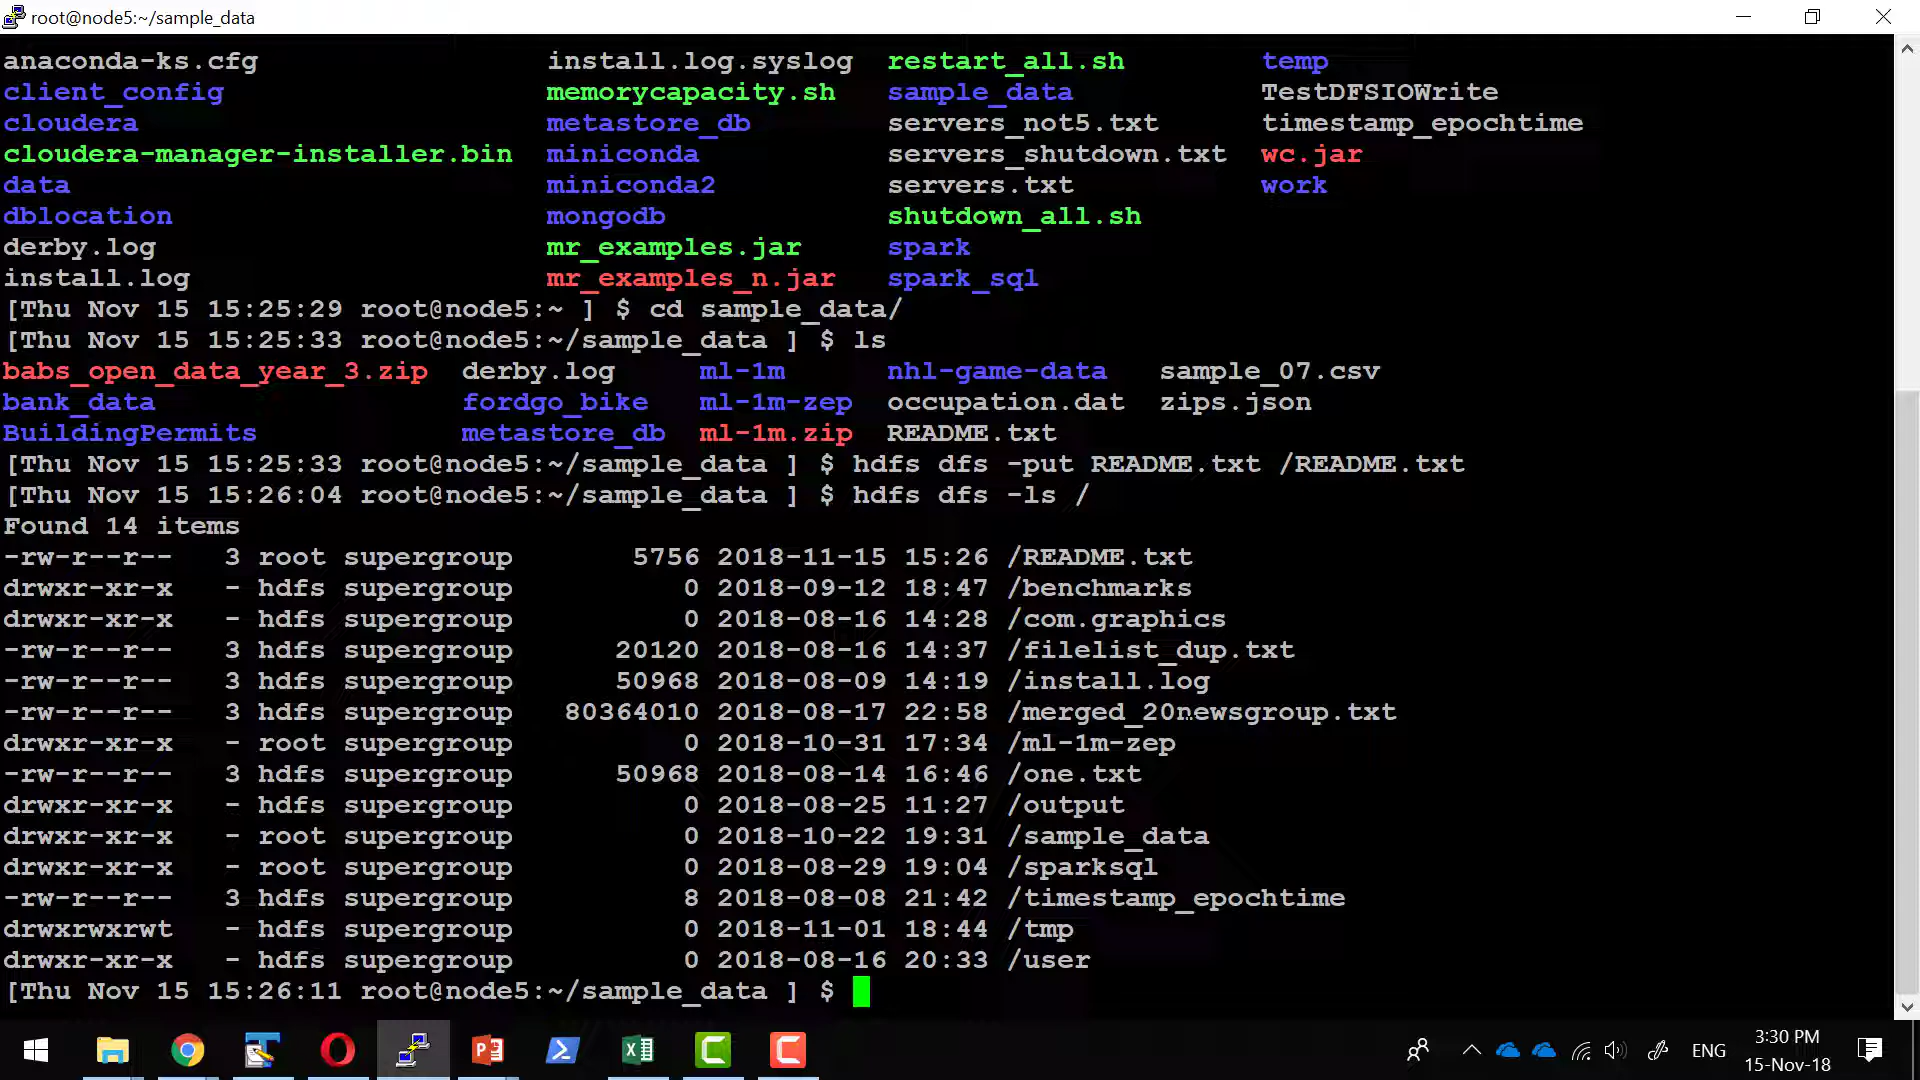 root@node5:~/sample_data
anaconda-ks.cfg install.log.syslog restart_all.sh temp
client_config memorycapacity.sh sample_data TestDFSIOWrite
cloudera metastore_db servers_not5.txt timestamp_epochtime
cloudera-manager-installer.bin miniconda servers_shutdown.txt wc.jar
data miniconda2 servers.txt work
dblocation mongodb shutdown_all.sh
derby.log mr_examples.jar spark
install.log mr_examples_n.jar spark_sql
[Thu Nov 15 15:25:29 root@node5:~ ] $ cd sample_data/
[Thu Nov 15 15:25:33 root@node5:~/sample_data ] $ ls
babs_open_data_year_3.zip derby.log ml-1m nhl-game-data sample_07.csv
bank_data fordgo_bike ml-1m-zep occupation.dat zips.json
BuildingPermits metastore_db ml-1m.zip README.txt
[Thu Nov 15 15:25:33 root@node5:~/sample_data ] $ hdfs dfs -put README.txt /README.txt
[Thu Nov 15 15:26:04 root@node5:~/sample_data ] $ hdfs dfs -ls /
Found 14 items
-rw-r--r-- 3 root supergroup 5756 2018-11-15 15:26 /README.txt
drwxr-xr-x - hdfs supergroup 0 2018-09-12 18:47 /benchmarks
drwxr-xr-x - hdfs supergroup 0 2018-08-16 14:28 /com.graphics
-rw-r--r-- 3 hdfs supergroup 20120 2018-08-16 14:37 /filelist_dup.txt
-rw-r--r-- 3 hdfs supergroup 50968 2018-08-09 14:19 /install.log
-rw-r--r-- 3 hdfs supergroup 80364010 2018-08-17 22:58 /merged_20newsgroup.txt
drwxr-xr-x - root supergroup 0 2018-10-31 17:34 /ml-1m-zep
-rw-r--r-- 3 hdfs supergroup 50968 2018-08-14 16:46 /one.txt
drwxr-xr-x - hdfs supergroup 0 2018-08-25 11:27 /output
drwxr-xr-x - root supergroup 0 2018-10-22 19:31 /sample_data
drwxr-xr-x - root supergroup 0 2018-08-29 19:04 /sparksql
-rw-r--r-- 3 hdfs supergroup 8 2018-08-08 21:42 /timestamp_epochtime
drwxrwxrwt - hdfs supergroup 0 2018-11-01 18:44 /tmp
drwxr-xr-x - hdfs supergroup 0 2018-08-16 20:33 /user
[Thu Nov 15 15:26:11 root@node5:~/sample_data ] $
ENG
3:30 PM
15-Nov-18